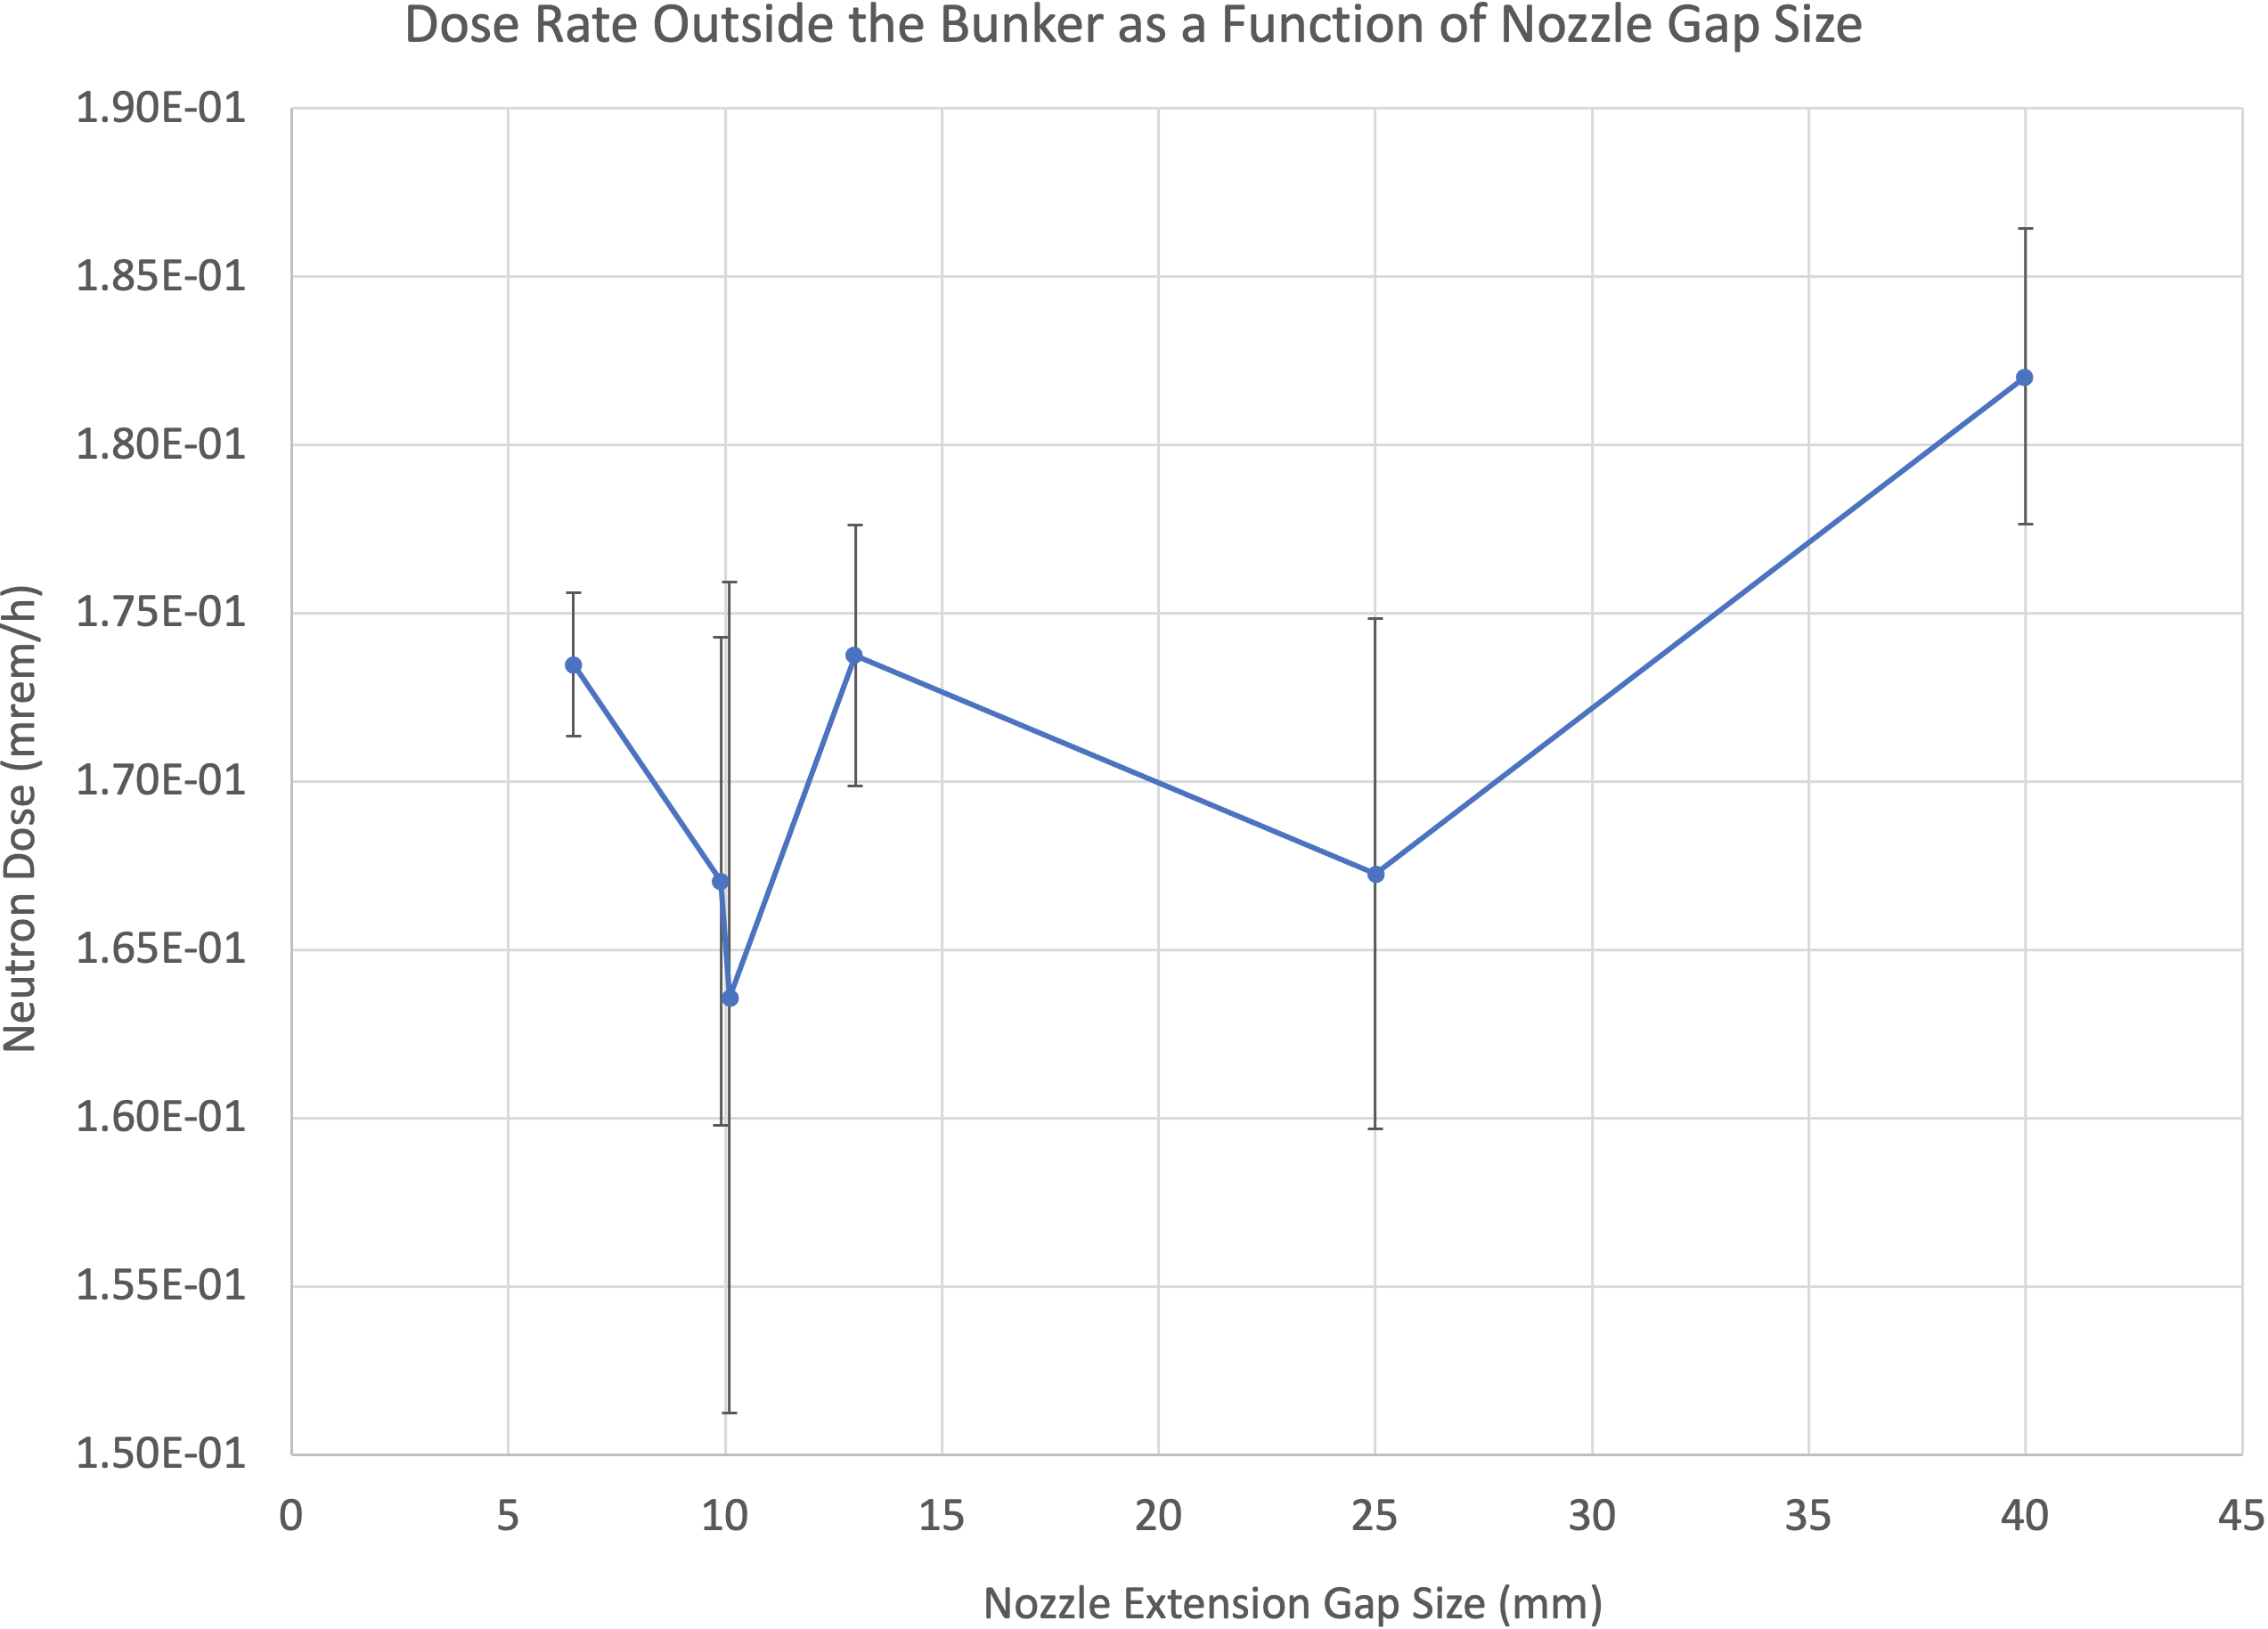 Dose Rate Outside the Bunker as a Function of Nozzle Gap Size
1.90E-01
1.85E-01
1.80E-01
1.75E-01
1.70E-01
1.65E-01
1.60E-01
1.55E-01
1.50E-01
Neutron Dose (mrem/h)
0 5 10 15 20 25 30 35 40 45
Nozzle Extension Gap Size (mm)